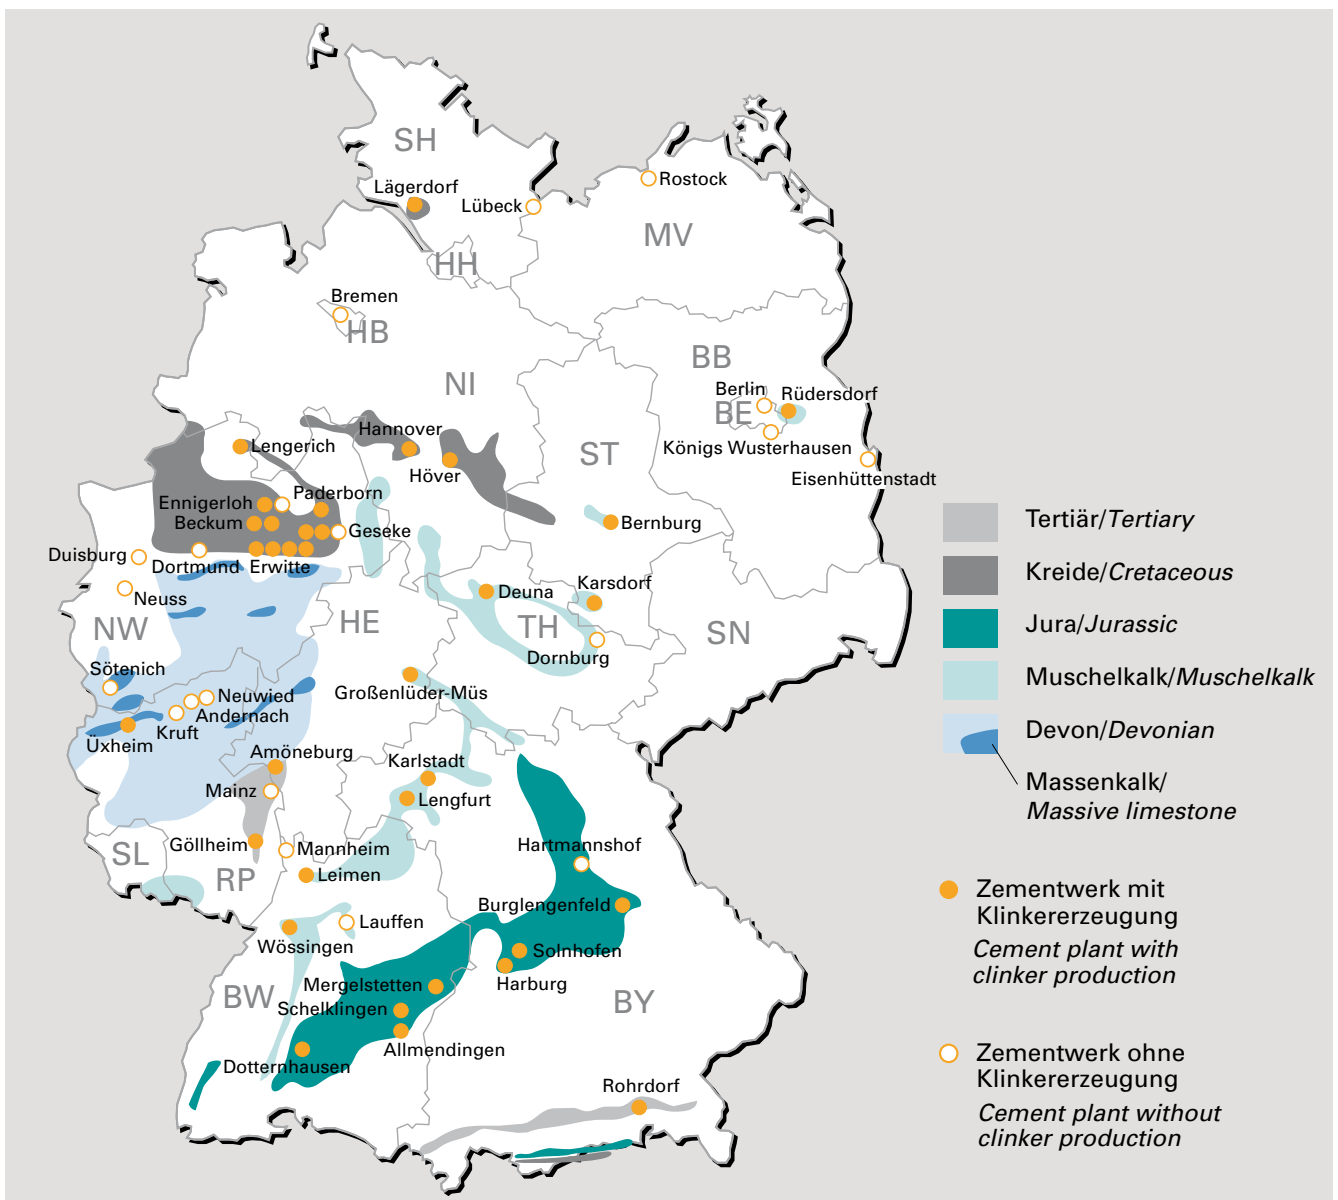 SH
Lägerdorf
Lübeck
Rostock
MV
HH
Bremen
HB
NI
BB
Berlin
Rüdersdorf
BE
Königs Wusterhausen
Eisenhüttenstadt
Hannover
Lengerich
Höver
ST
Paderborn
Ennigerloh
Beckum
Geseke
Bernburg
Duisburg
Dortmund
Erwitte
Neuss
NW
HE
Deuna
Karsdorf
TH
SN
Dornburg
Sötenich
Großenlüder-Müs
Neuwied
Andernach
Kruft
Üxheim
Amöneburg
Karlstadt
Mainz
Lengfurt
Göllheim
Mannheim
Hartmannshof
SL
RP
Leimen
Burglengenfeld
Lauffen
Wössingen
Solnhofen
Harburg
Mergelstetten
BW
Schelklingen
BY
Allmendingen
Dotternhausen
Rohrdorf
Tertiär/Tertiary
Kreide/Cretaceous
Jura/Jurassic
Muschelkalk/Muschelkalk
Devon/Devonian
Massenkalk/
Massive limestone
Zementwerk mit
Klinkererzeugung
Cement plant with
clinker production
Zementwerk ohne
Klinkererzeugung
Cement plant without
clinker production